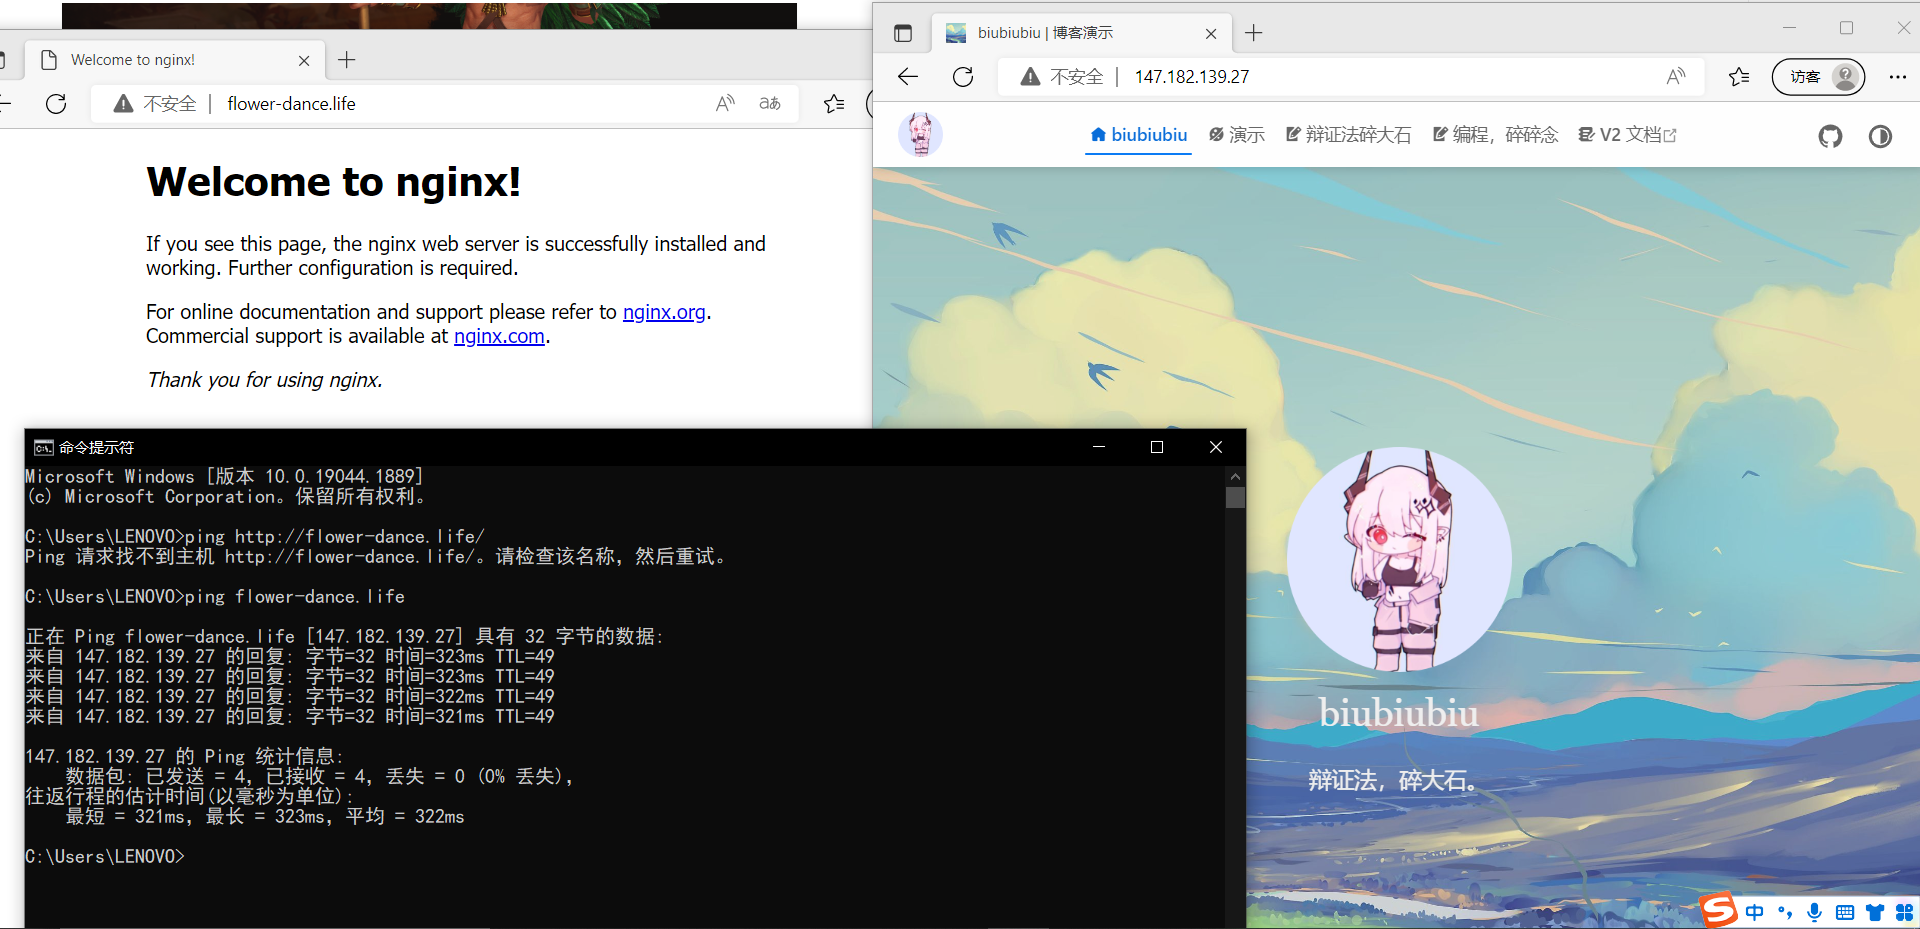 Welcome to nginx!
不安全 | flower-dance.life
Welcome to nginx!
If you see this page, the nginx web server is successfully installed and
working. Further configuration is required.
For online documentation and support please refer to nginx.org.
Commercial support is available at nginx.com.
Thank you for using nginx.
biubiubiu | 博客演示
不安全 | 147.182.139.27
访客
biubiubiu 演示 辩证法碎大石 编程，碎碎念 V2 文档
biubiubiu
辩证法，碎大石。
命令提示符
Microsoft Windows [版本 10.0.19044.1889]
(c) Microsoft Corporation。保留所有权利。
C:\Users\LENOVO>ping http://flower-dance.life/
Ping 请求找不到主机 http://flower-dance.life/。请检查该名称，然后重试。
C:\Users\LENOVO>ping flower-dance.life
正在 Ping flower-dance.life [147.182.139.27] 具有 32 字节的数据:
来自 147.182.139.27 的回复: 字节=32 时间=323ms TTL=49
来自 147.182.139.27 的回复: 字节=32 时间=323ms TTL=49
来自 147.182.139.27 的回复: 字节=32 时间=322ms TTL=49
来自 147.182.139.27 的回复: 字节=32 时间=321ms TTL=49
147.182.139.27 的 Ping 统计信息:
数据包: 已发送 = 4，已接收 = 4，丢失 = 0 (0% 丢失)，
往返行程的估计时间(以毫秒为单位):
最短 = 321ms，最长 = 323ms，平均 = 322ms
C:\Users\LENOVO>
中